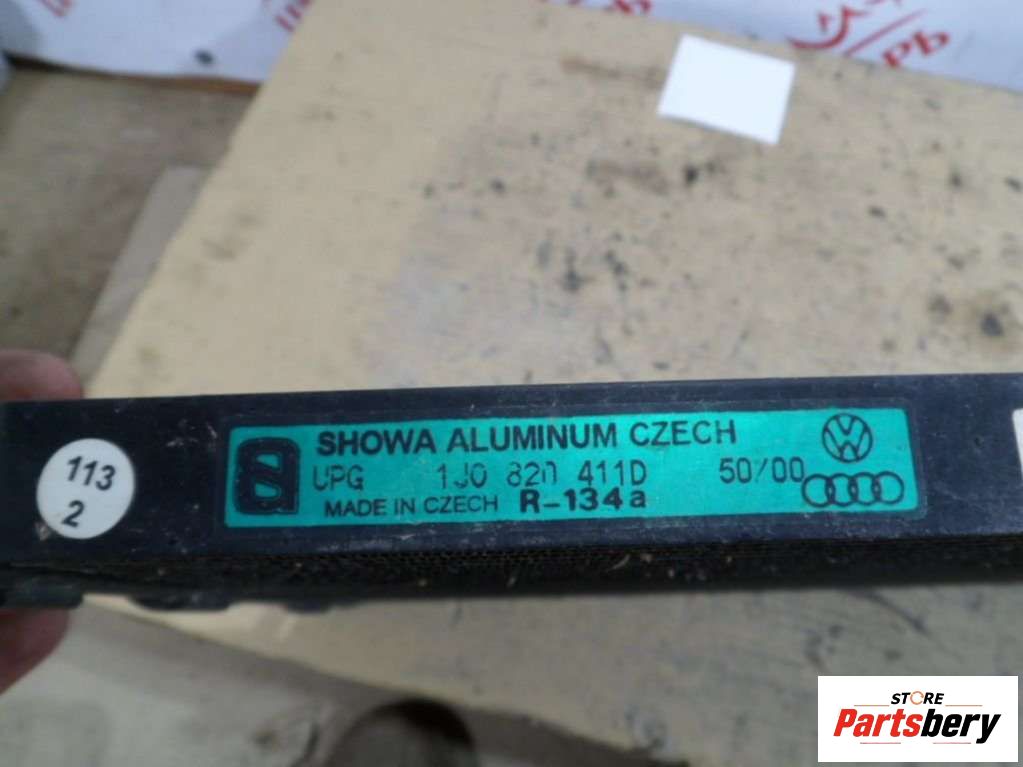 113
2
SHOWA ALUMINUM CZECH
UPG 1J0 820 411D 50/00
MADE IN CZECH R-134a
STORE
Partsbery